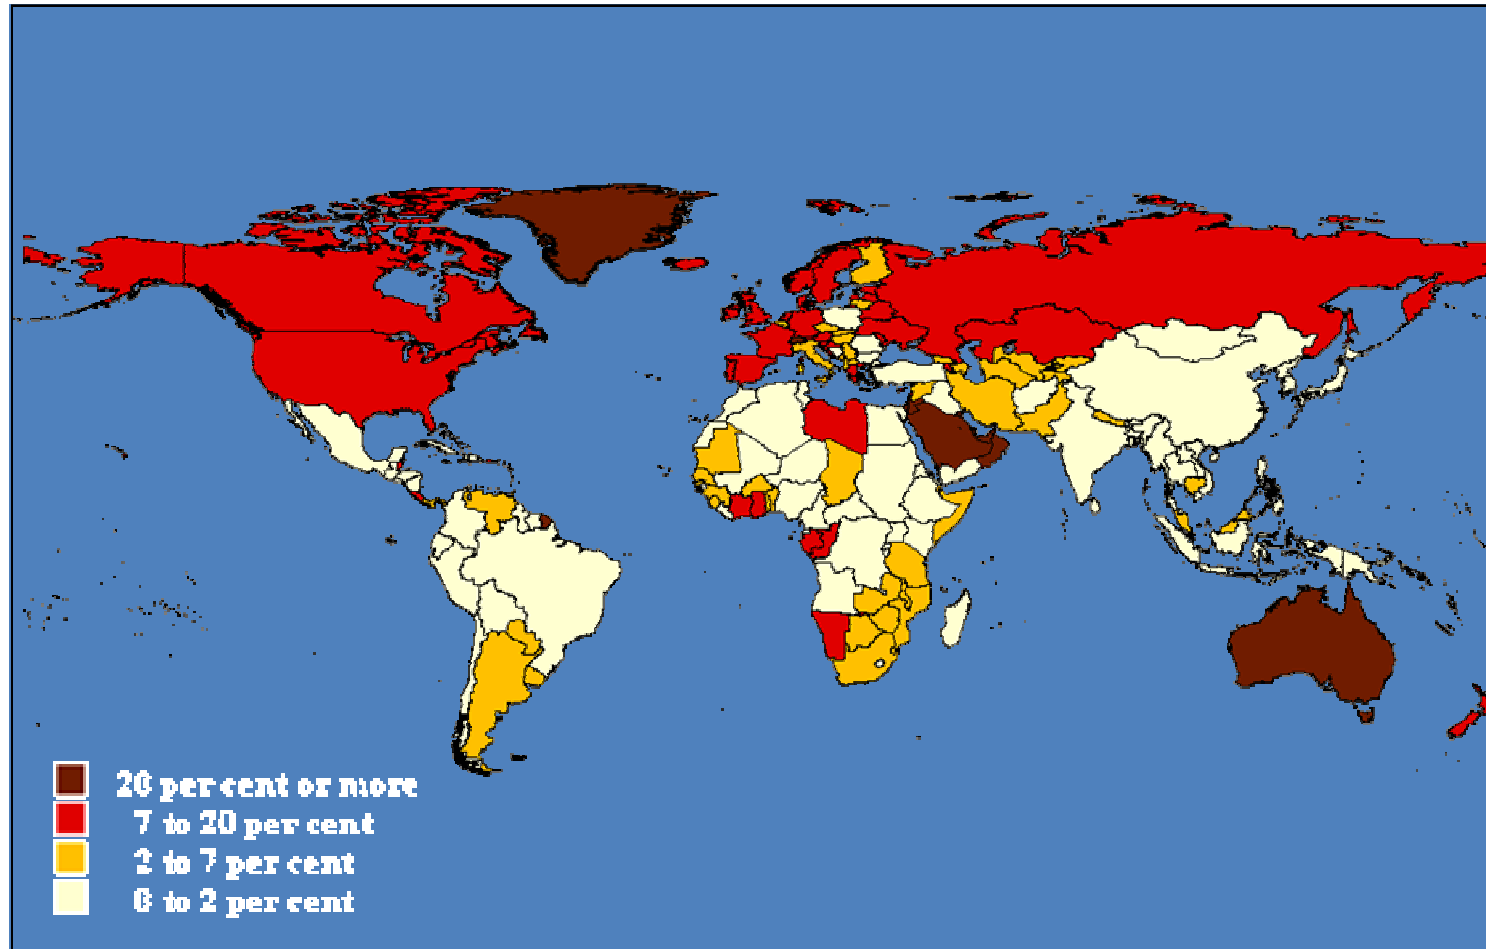 20 per cent or more
7 to 20 per cent
2 to 7 per cent
0 to 2 per cent